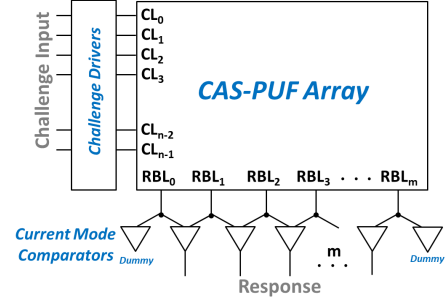 Challenge Input
Challenge Drivers
CL0
CL1
CL2
CL3
CLn-2
CLn-1
CAS-PUF Array
RBL0 RBL1 RBL2 RBL3 . . . RBLm
Current Mode
Comparators
Dummy
m
. . .
Dummy
Response